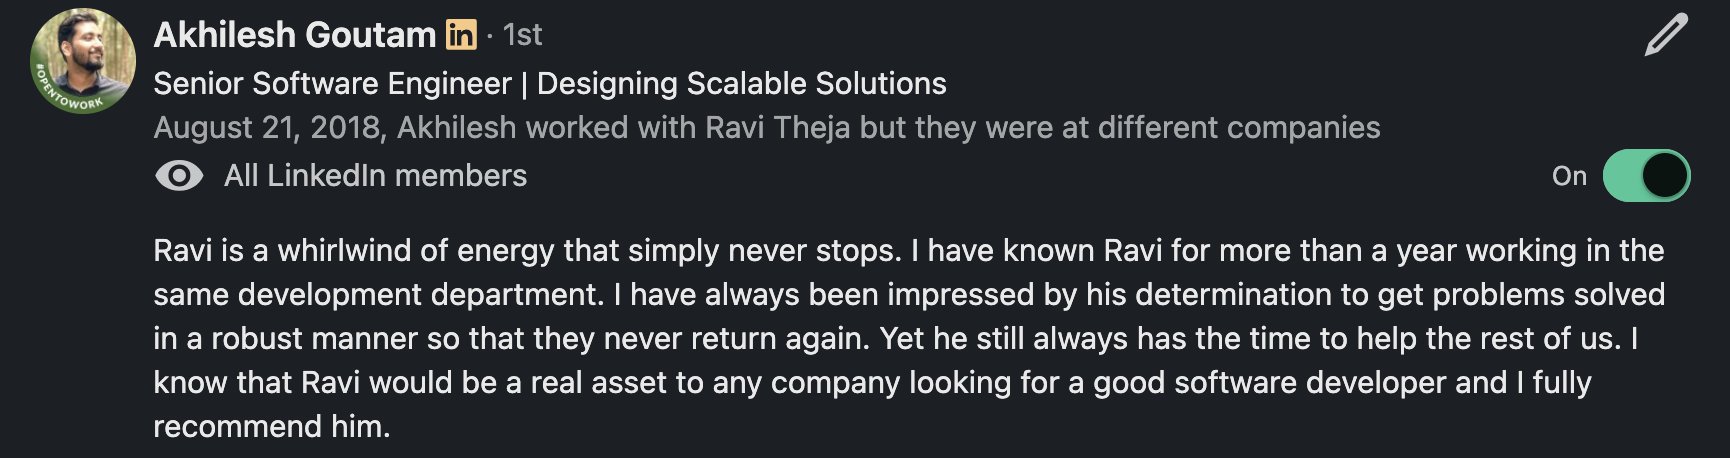 Akhilesh Goutam in · 1st
Senior Software Engineer | Designing Scalable Solutions
August 21, 2018, Akhilesh worked with Ravi Theja but they were at different companies
All LinkedIn members
On
#OPENTOWORK
Ravi is a whirlwind of energy that simply never stops. I have known Ravi for more than a year working in the
same development department. I have always been impressed by his determination to get problems solved
in a robust manner so that they never return again. Yet he still always has the time to help the rest of us. I
know that Ravi would be a real asset to any company looking for a good software developer and I fully
recommend him.